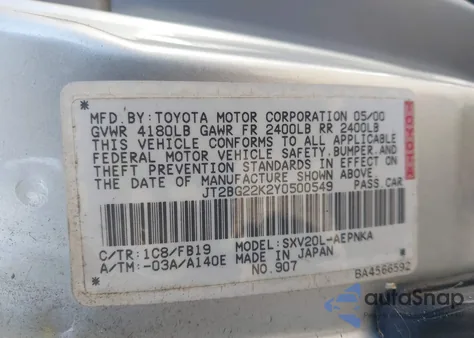 MFD.BY: TOYOTA MOTOR CORPORATION 05/00
GVWR 4180LB GAWR FR 2400LB RR 2400LB
THIS VEHICLE CONFORMS TO ALL APPLICABLE
FEDERAL MOTOR VEHICLE SAFETY, BUMPER, AND
THEFT PREVENTION STANDARDS IN EFFECT ON
THE DATE OF MANUFACTURE SHOWN ABOVE.
JT2BG22K2Y0500549 PASS CAR
C/TR: 1C8/FB19 MODEL: SXV20L-AEPNKA
A/TM: -03A/A140E MADE IN JAPAN
NO.907 BA4566592
TOYOTA
autoSnap